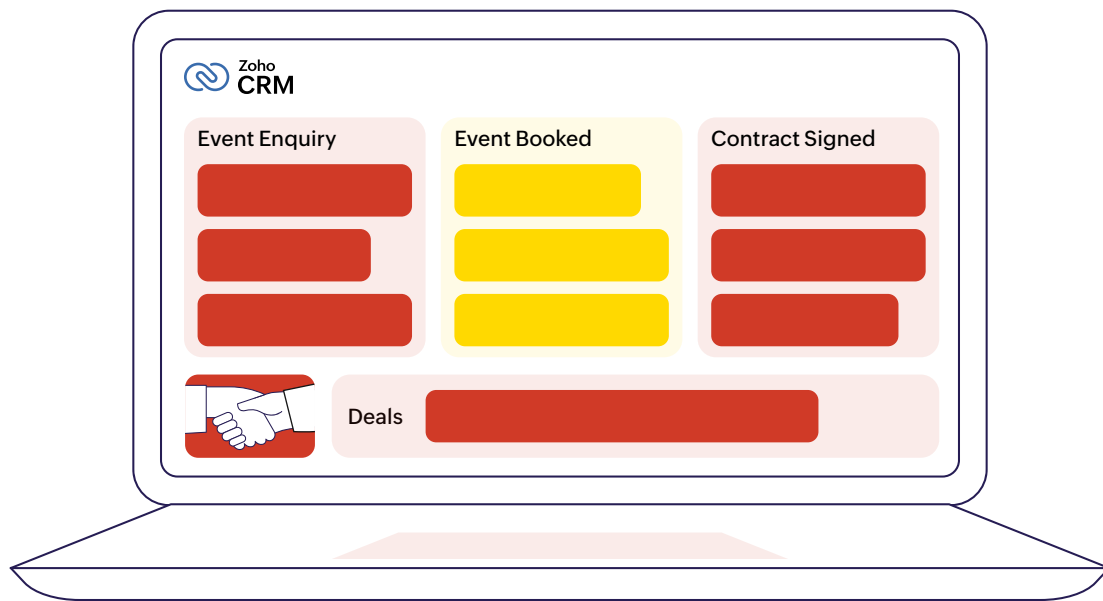 Zoho
CRM
Event Enquiry
Event Booked
Contract Signed
Deals